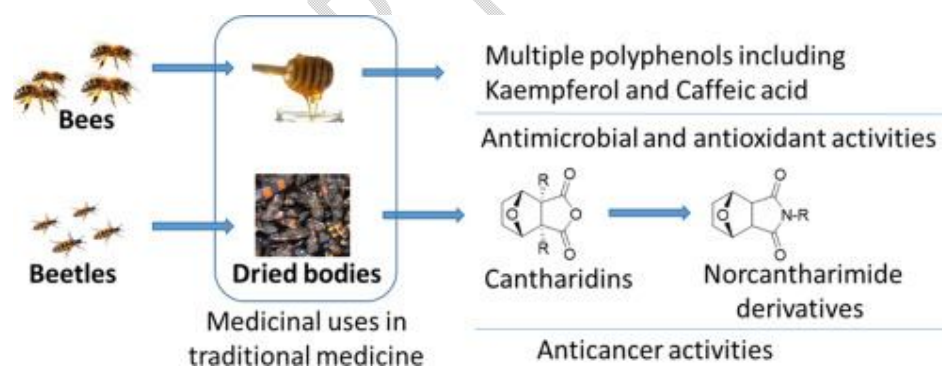 Bees
Multiple polyphenols including
Kaempferol and Caffeic acid
Antimicrobial and antioxidant activities
Beetles
Dried bodies
R
O
O
O
O
R
Cantharidins
O
O
N-R
O
Norcantharimide
derivatives
Medicinal uses in
traditional medicine
Anticancer activities